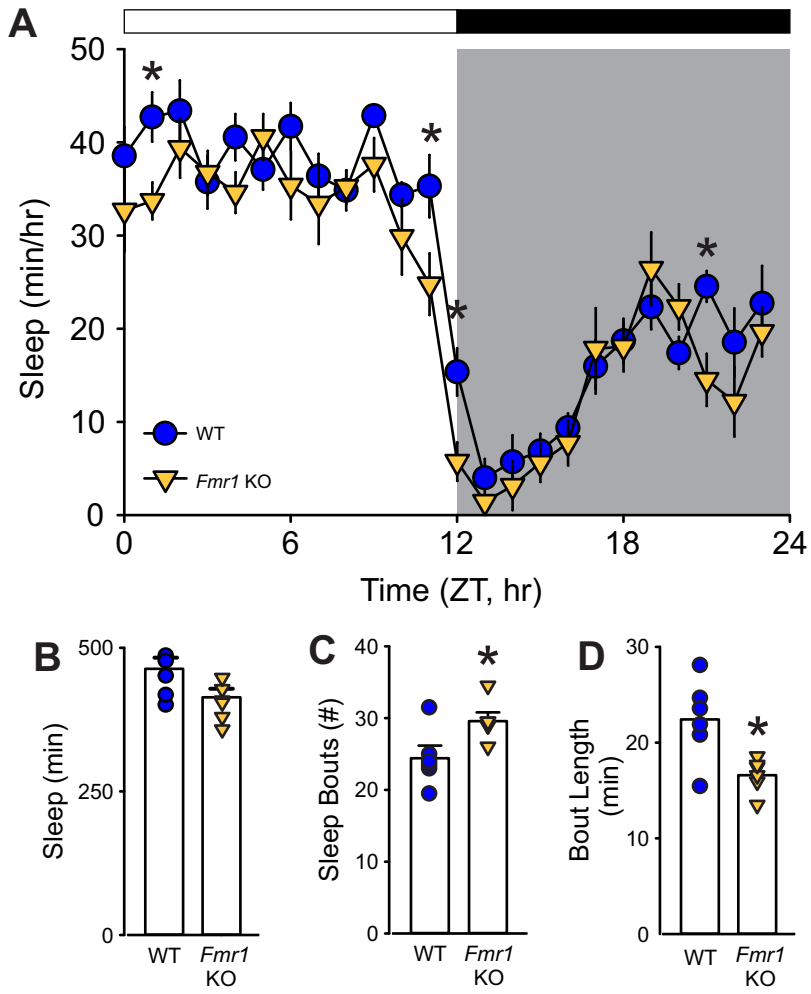 A
50
40
30
20
10
0
Sleep (min/hr)
*
*
*
*
WT
Fmr1 KO
0 6 12 18 24
Time (ZT, hr)
B
500
250
0
Sleep (min)
WT Fmr1
KO
C
40
30
20
10
0
Sleep Bouts (#)
*
WT Fmr1
KO
D
30
20
10
0
Bout Length
(min)
*
WT Fmr1
KO